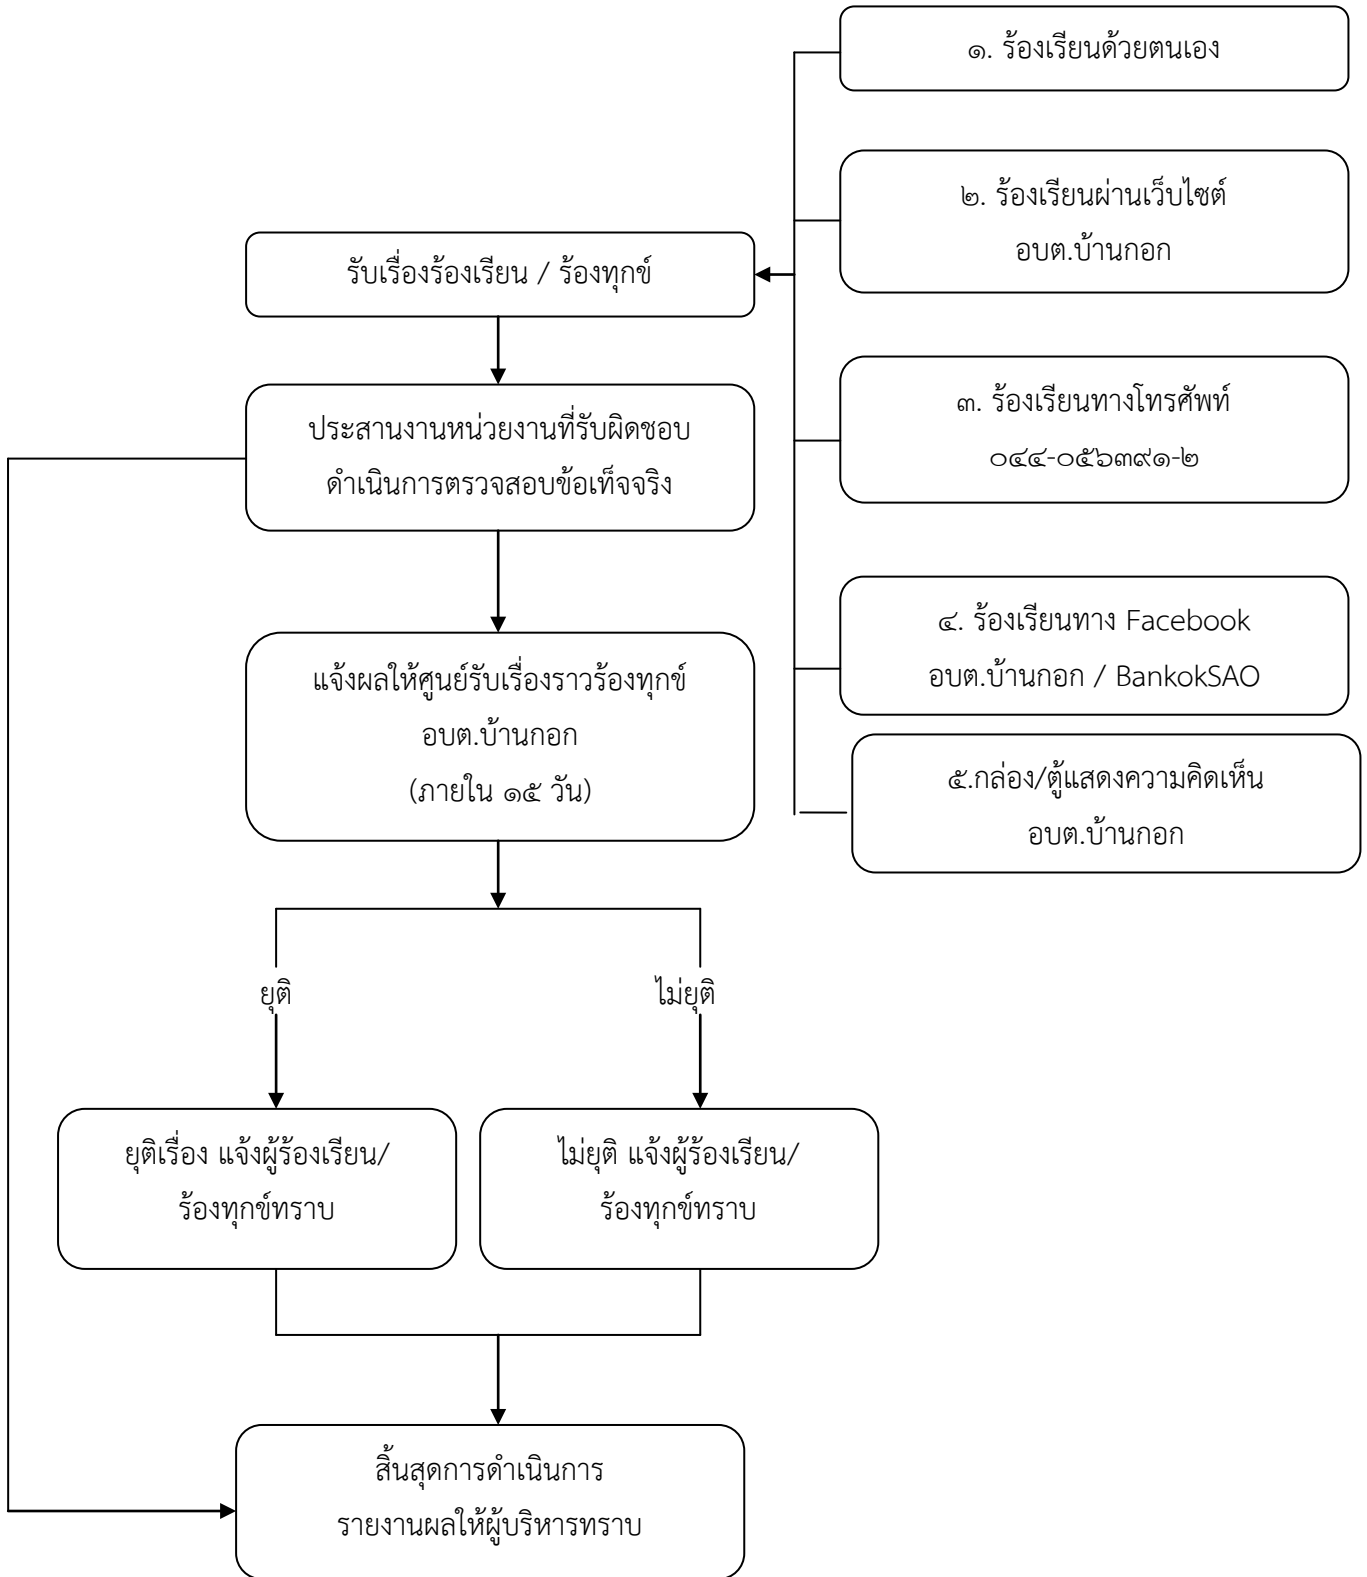 ๑. ร้องเรียนด้วยตนเอง
๒. ร้องเรียนผ่านเว็บไซต์
อบต.บ้านกอก
รับเรื่องร้องเรียน / ร้องทุกข์
๓. ร้องเรียนทางโทรศัพท์
๐๔๔-๐๕๖๓๙๑-๒
ประสานงานหน่วยงานที่รับผิดชอบ
ดำเนินการตรวจสอบข้อเท็จจริง
๔. ร้องเรียนทาง Facebook
อบต.บ้านกอก / BankokSAO
แจ้งผลให้ศูนย์รับเรื่องราวร้องทุกข์
อบต.บ้านกอก
(ภายใน ๑๕ วัน)
๕.กล่อง/ตู้แสดงความคิดเห็น
อบต.บ้านกอก
ยุติ
ไม่ยุติ
ยุติเรื่อง แจ้งผู้ร้องเรียน/
ร้องทุกข์ทราบ
ไม่ยุติ แจ้งผู้ร้องเรียน/
ร้องทุกข์ทราบ
สิ้นสุดการดำเนินการ
รายงานผลให้ผู้บริหารทราบ